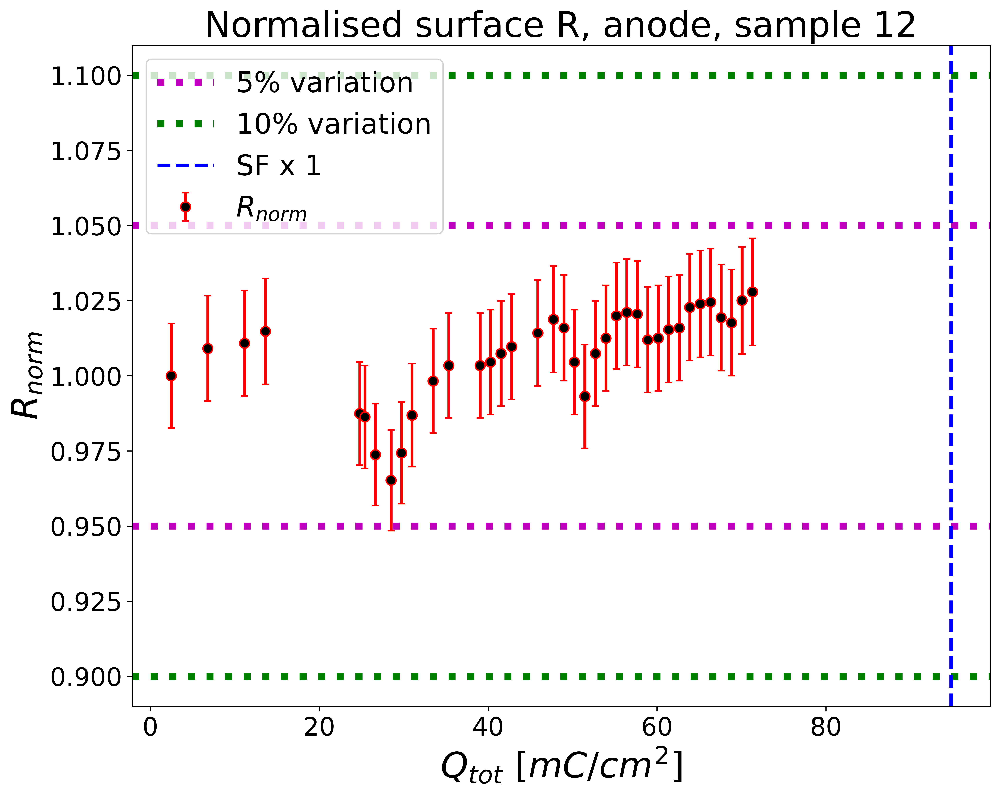 Normalised surface R, anode, sample 12
1.100
1.075
1.050
1.025
1.000
0.975
0.950
0.925
0.900
R_norm
5% variation
10% variation
SF x 1
R_norm
0 20 40 60 80
Q_tot [mC/cm²]